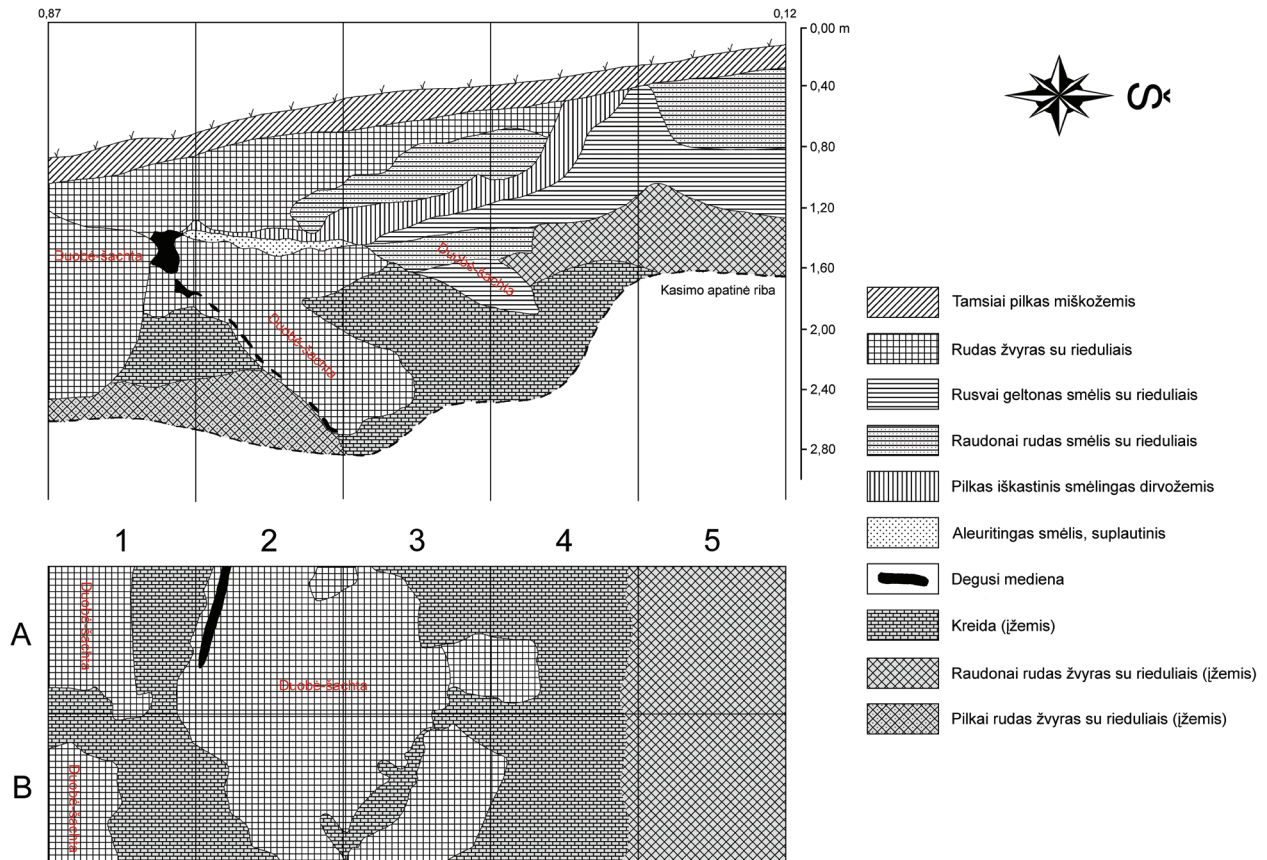 0,87
0,12
0,00 m
0,40
0,80
1,20
1,60
2,00
2,40
2,80
Š
Duobė-šachta
Duobė-šachta
Duobė-šachta
Kasimo apatinė riba
Tamsiai pilkas miškožemis
Rudas žvyras su rieduliais
Rusvai geltonas smėlis su rieduliais
Raudonai rudas smėlis su rieduliais
Pilkas iškastinis smėlingas dirvožemis
Aleuritingas smėlis, suplautinis
Degusi mediena
Kreida (įžemis)
Raudonai rudas žvyras su rieduliais (įžemis)
Pilkai rudas žvyras su rieduliais (įžemis)
1
2
3
4
5
A
Duobė-šachta
Duobė-šachta
B
Duobė-šachta